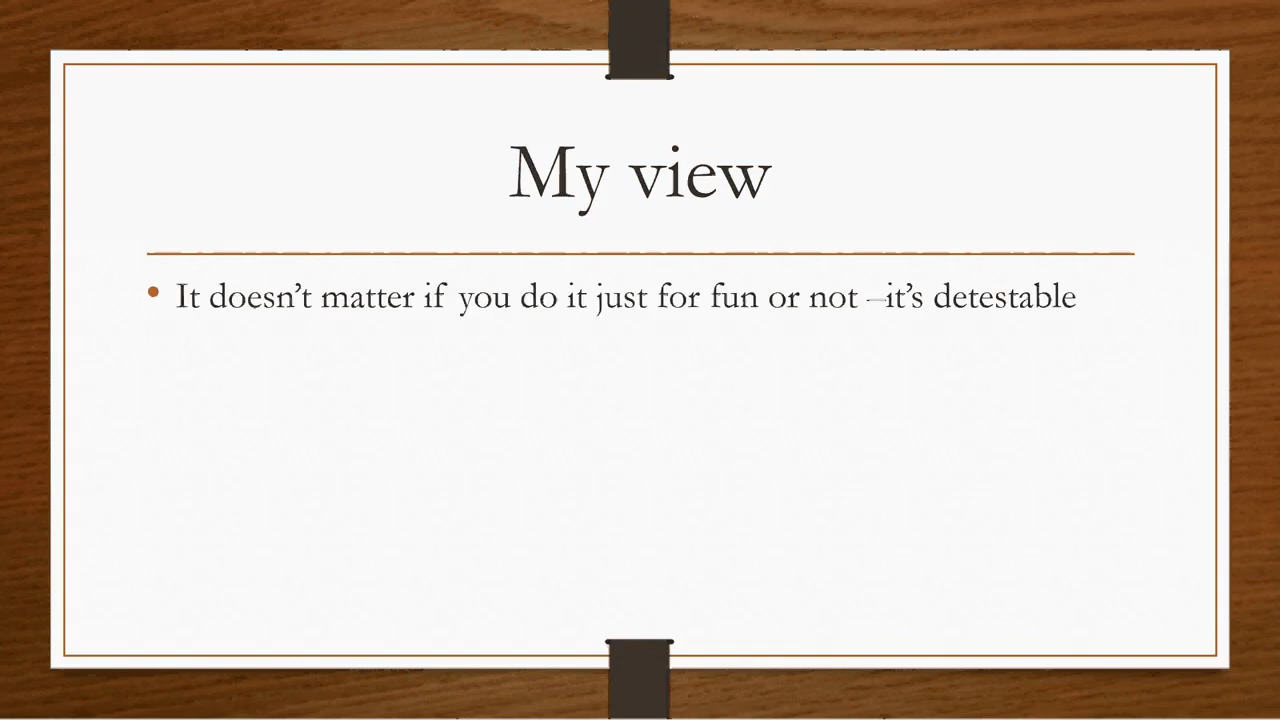 My view
• It doesn’t matter if you do it just for fun or not –it’s detestable